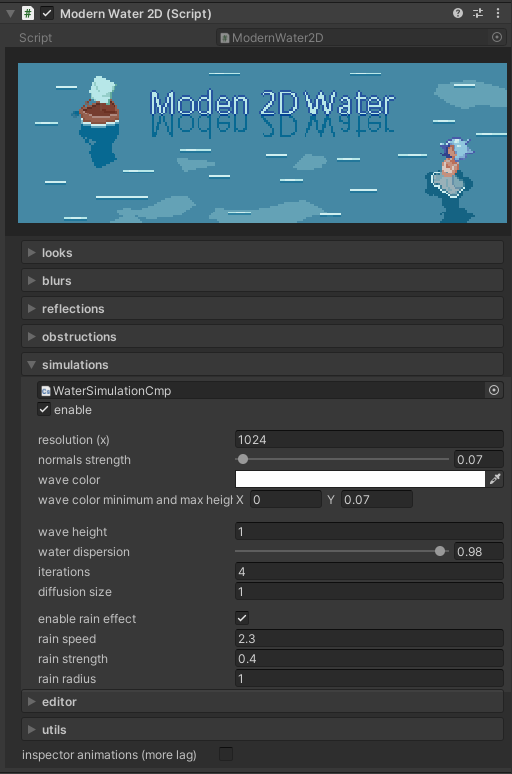 Modern Water 2D (Script)
Script ModernWater2D
Moden 2D Water
looks
blurs
reflections
obstructions
simulations
WaterSimulationCmp
enable
resolution (x) 1024
normals strength 0.07
wave color
wave color minimum and max heigh X 0 Y 0.07
wave height 1
water dispersion 0.98
iterations 4
diffusion size 1
enable rain effect
rain speed 2.3
rain strength 0.4
rain radius 1
editor
utils
inspector animations (more lag)